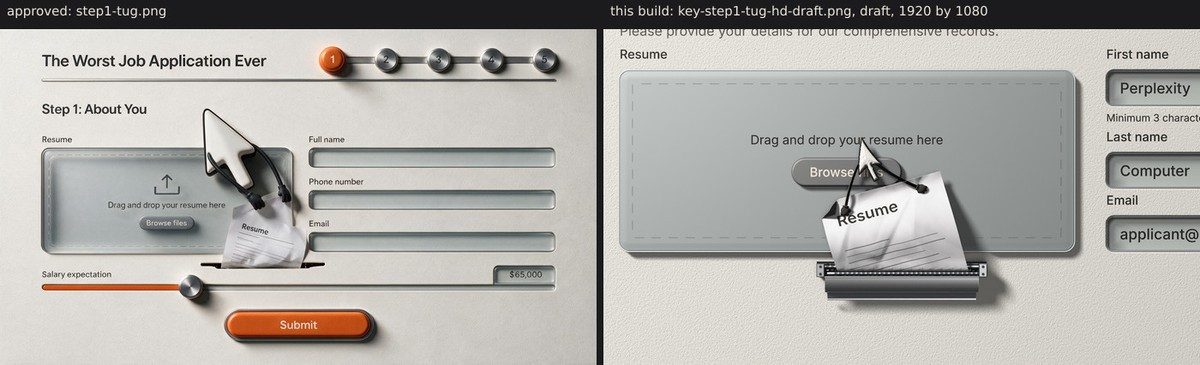 approved: step1-tug.png
The Worst Job Application Ever
1 2 3 4 5
Step 1: About You
Resume
Drag and drop your resume here
Browse files
Full name
Phone number
Email
Resume
Salary expectation
$65,000
Submit
this build: key-step1-tug-hd-draft.png, draft, 1920 by 1080
Please provide your details for our comprehensive records.
Resume
Drag and drop your resume here
Browse
Resume
First name
Perplexity
Minimum 3 characte
Last name
Computer
Email
applicant@